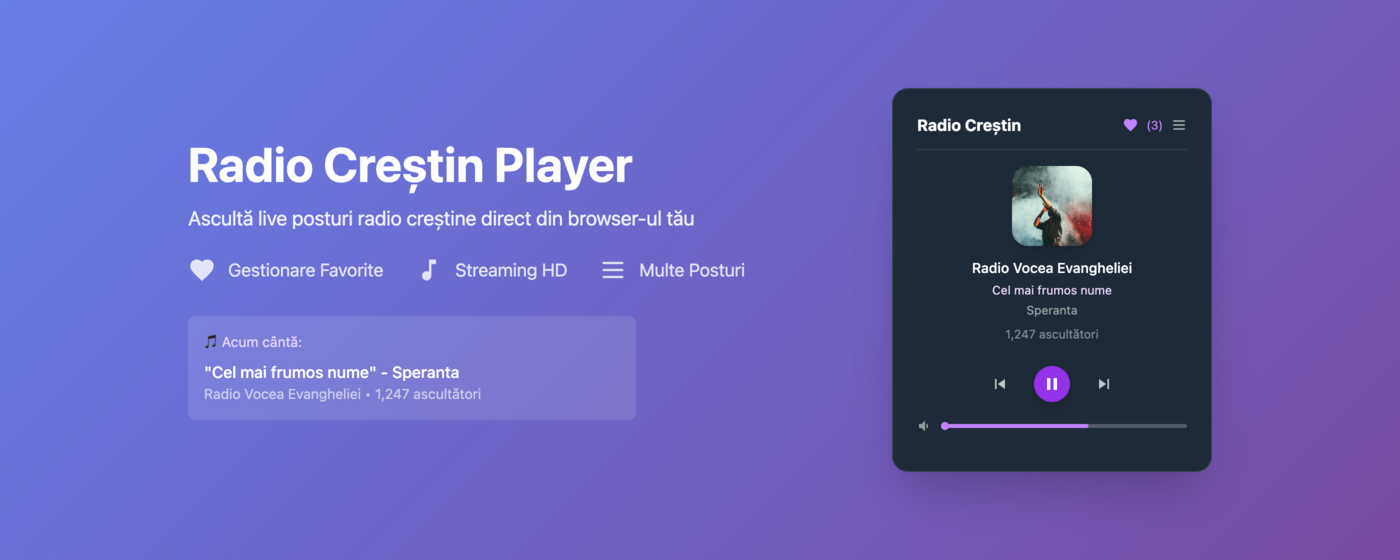 Radio Creștin Player
Ascultă live posturi radio creștine direct din browser-ul tău
Gestionare Favorite
Streaming HD
Multe Posturi
🎵 Acum cântă:
"Cel mai frumos nume" - Speranta
Radio Vocea Evangheliei • 1,247 ascultători
Radio Creștin
(3)
Radio Vocea Evangheliei
Cel mai frumos nume
Speranta
1,247 ascultători